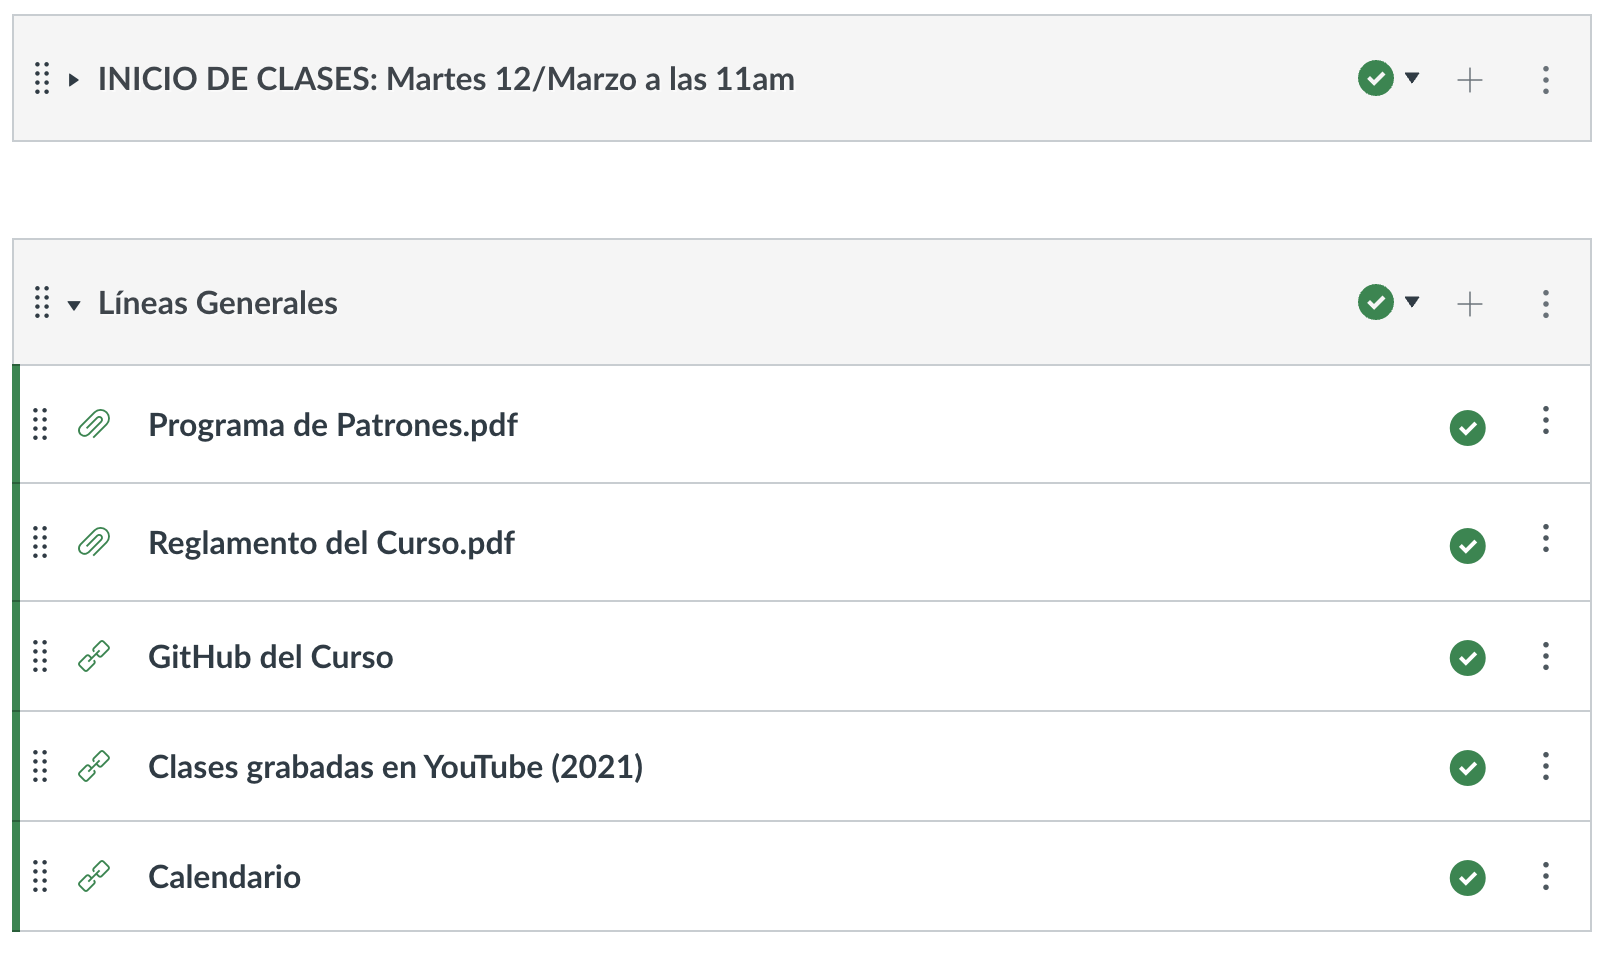 INICIO DE CLASES: Martes 12/Marzo a las 11am
Líneas Generales
Programa de Patrones.pdf
Reglamento del Curso.pdf
GitHub del Curso
Clases grabadas en YouTube (2021)
Calendario